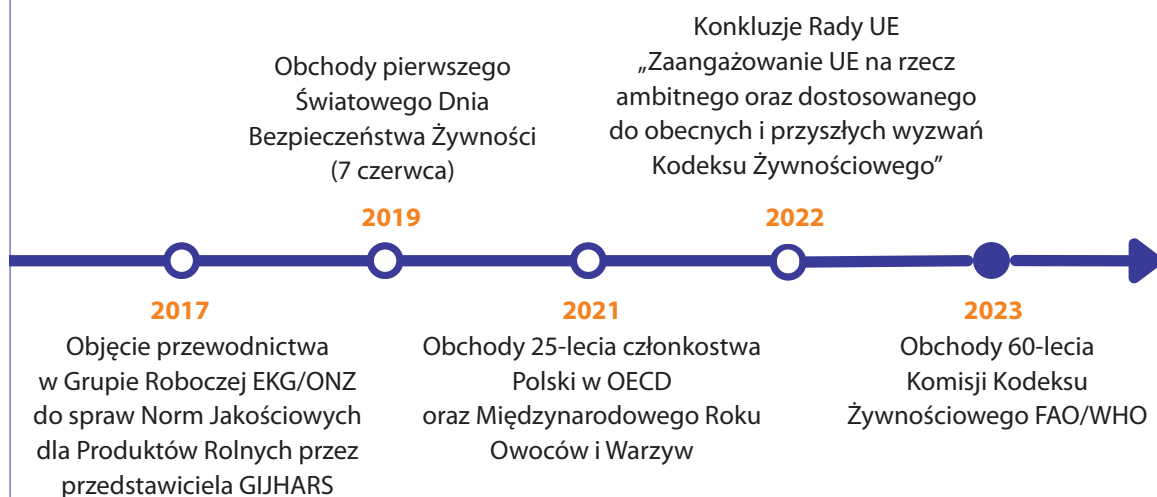 Obchody pierwszego
Światowego Dnia
Bezpieczeństwa Żywności
(7 czerwca)
2019
Konkluzje Rady UE
„Zaangażowanie UE na rzecz
ambitnego oraz dostosowanego
do obecnych i przyszłych wyzwań
Kodeksu Żywnościowego”
2022
2017
Objęcie przewodnictwa
w Grupie Roboczej EKG/ONZ
do spraw Norm Jakościowych
dla Produktów Rolnych przez
przedstawiciela GIJHARS
2021
Obchody 25-lecia członkostwa
Polski w OECD
oraz Międzynarodowego Roku
Owoców i Warzyw
2023
Obchody 60-lecia
Komisji Kodeksu
Żywnościowego FAO/WHO